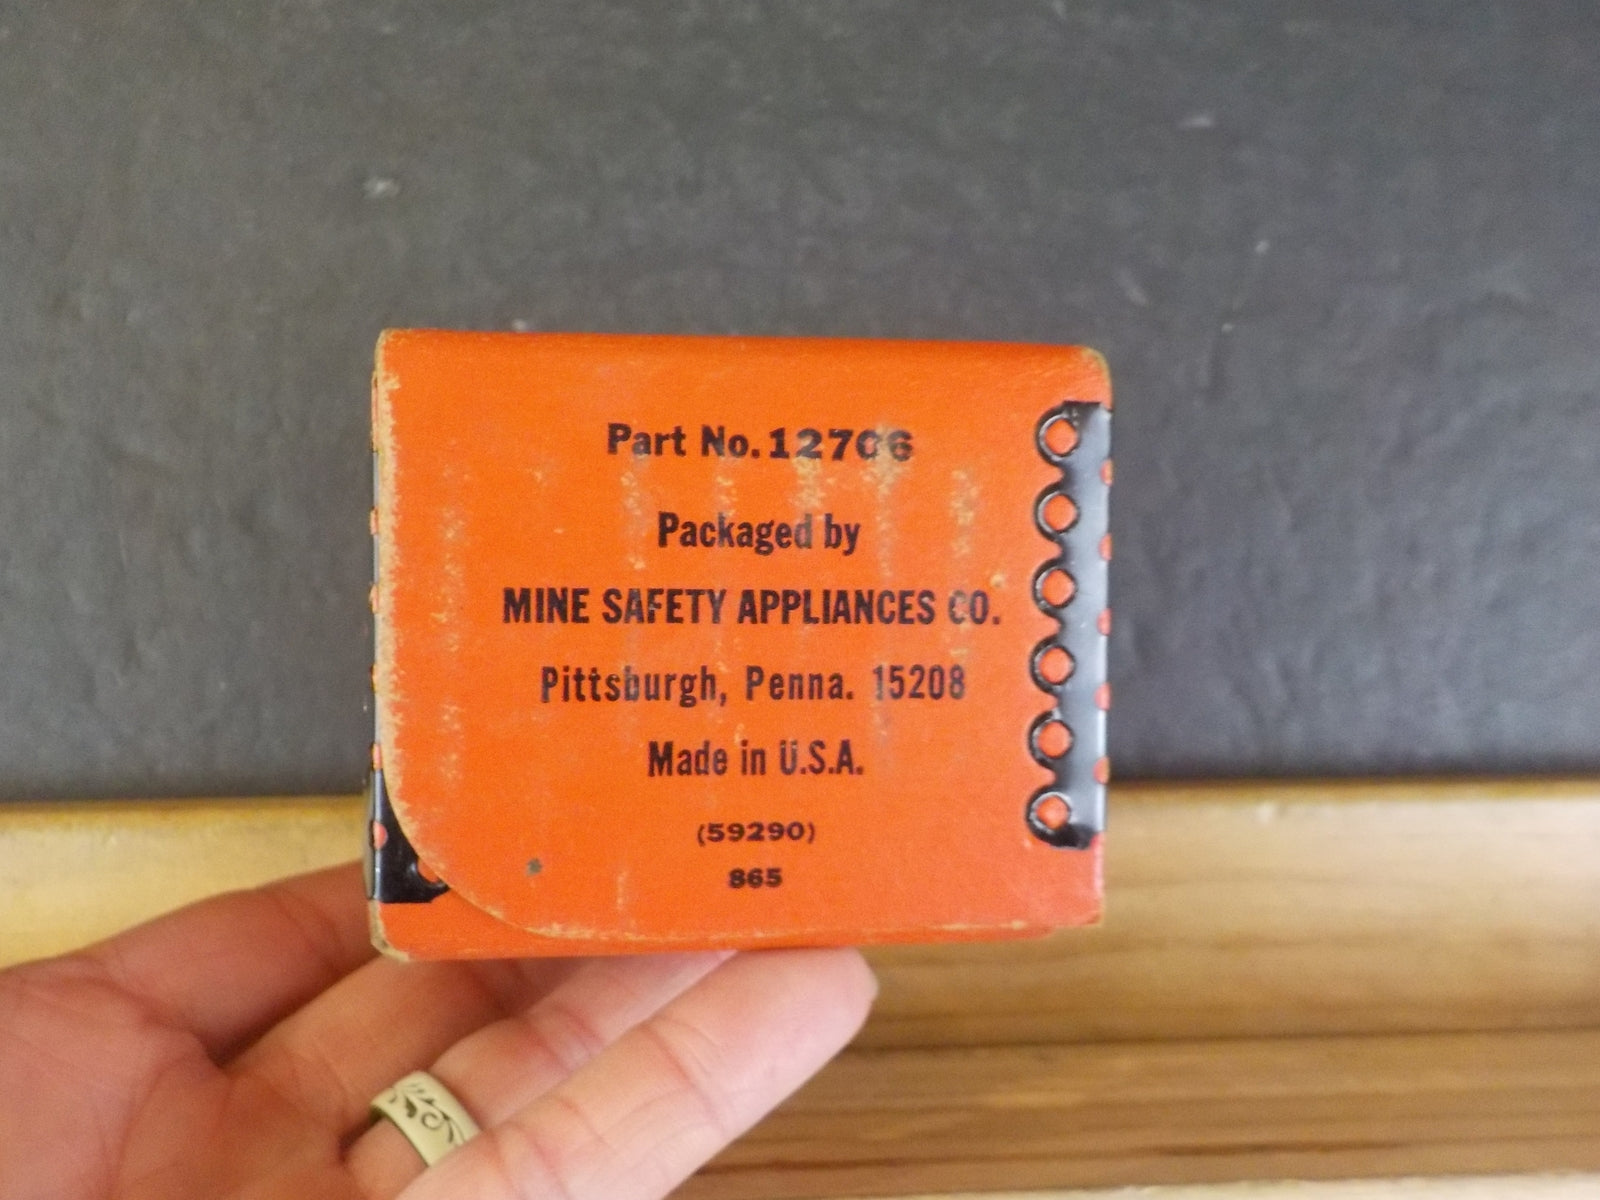 Part No. 12706
Packaged by
MINE SAFETY APPLIANCES CO.
Pittsburgh, Penna. 15208
Made in U.S.A.
(59290)
865